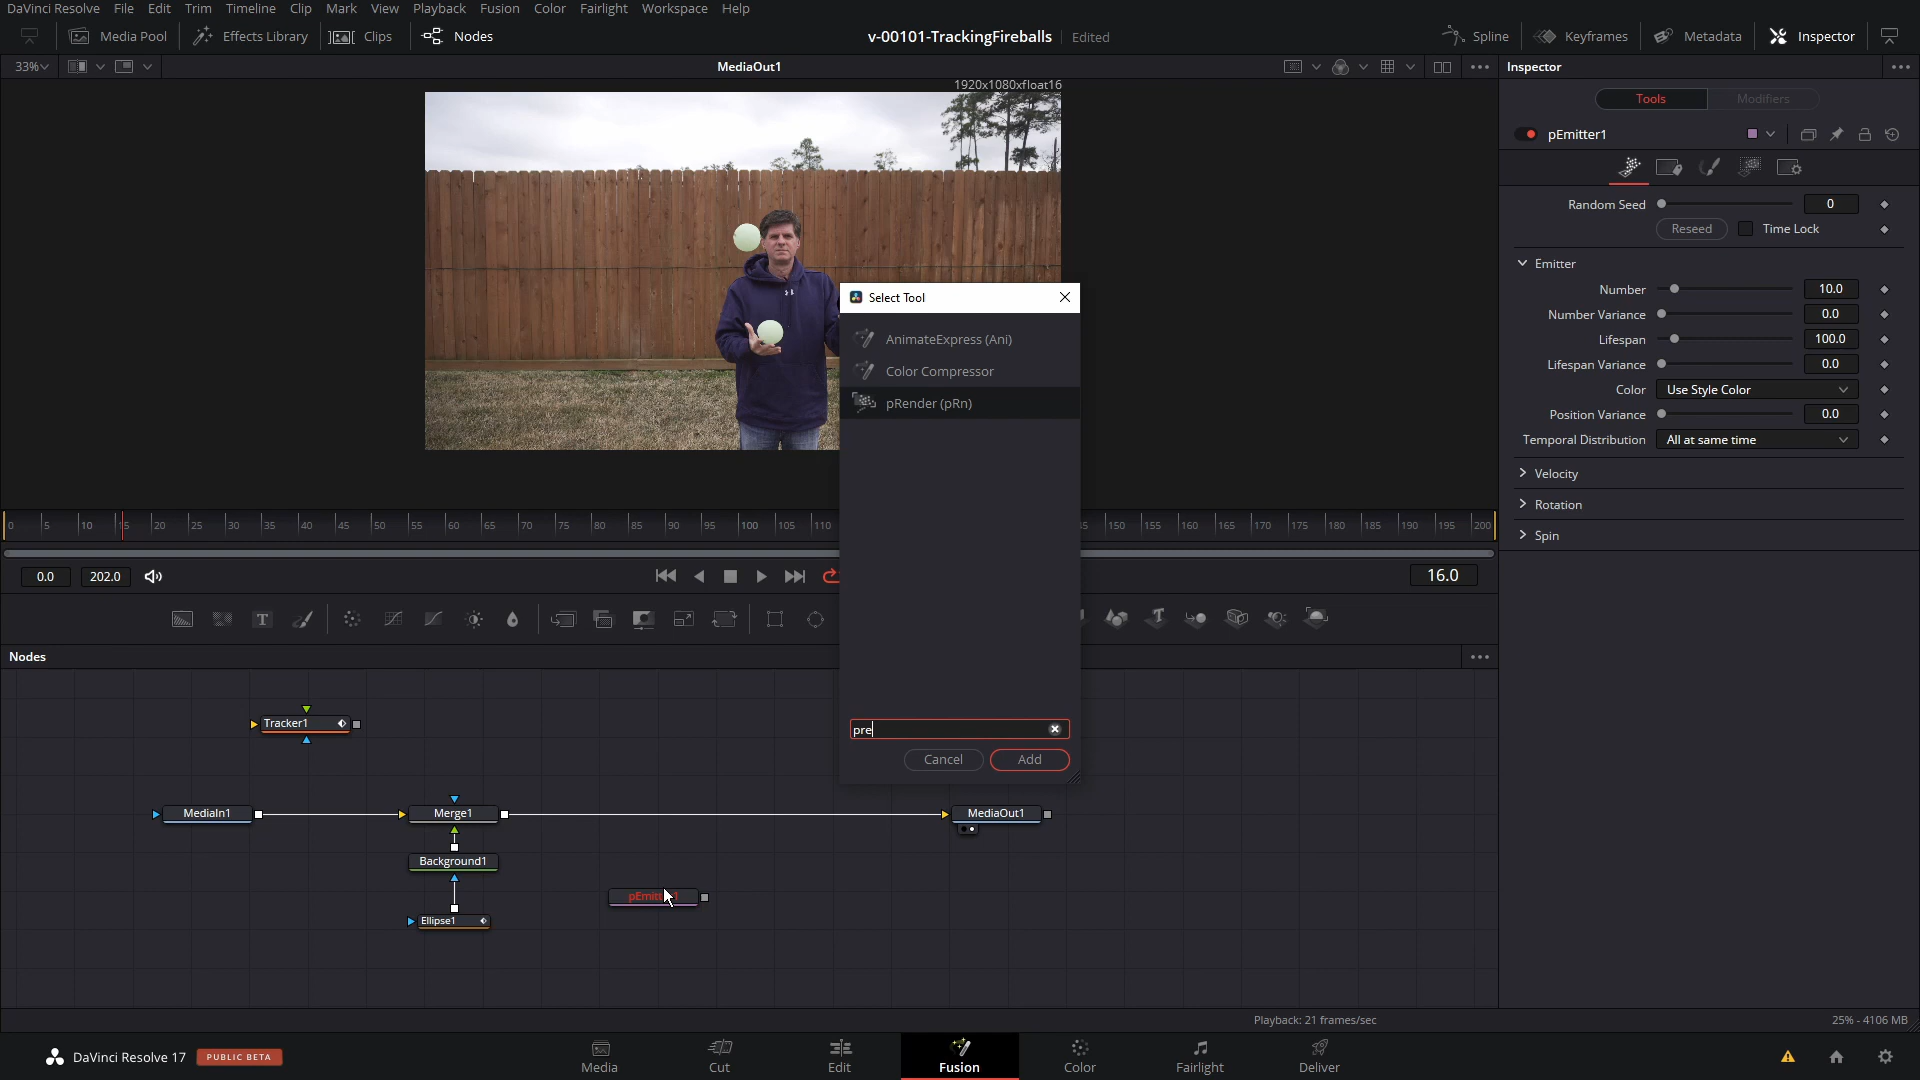 DaVinci Resolve File Edit Trim Timeline Clip Mark View Playback Fusion Color Fairlight Workspace Help
Media Pool Effects Library Clips Nodes v-00101-TrackingFireballs Edited Spline Keyframes Metadata Inspector
33% MediaOut1 Inspector
1920x1080xfloat16
Tools Modifiers
pEmitter1
Random Seed 0
Reseed Time Lock
Emitter
Number 10.0
Number Variance 0.0
Lifespan 100.0
Lifespan Variance 0.0
Color Use Style Color
Position Variance 0.0
Temporal Distribution All at same time
Velocity
Rotation
Spin
Select Tool
AnimateExpress (Ani)
Color Compressor
pRender (pRn)
pre
Cancel Add
0 5 10 15 20 25 30 35 40 45 50 55 60 65 70 75 80 85 90 95 100 105 110 150 155 160 165 170 175 180 185 190 195 200
0.0 202.0 16.0
Nodes
Tracker1
MediaIn1 Merge1 MediaOut1
Background1
Ellipse1
Playback: 21 frames/sec 25% - 4106 MB
DaVinci Resolve 17 PUBLIC BETA Media Cut Edit Fusion Color Fairlight Deliver